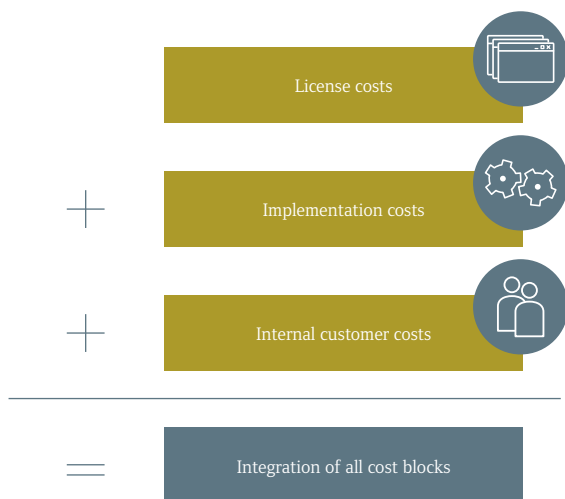 License costs
+
Implementation costs
+
Internal customer costs
=
Integration of all cost blocks